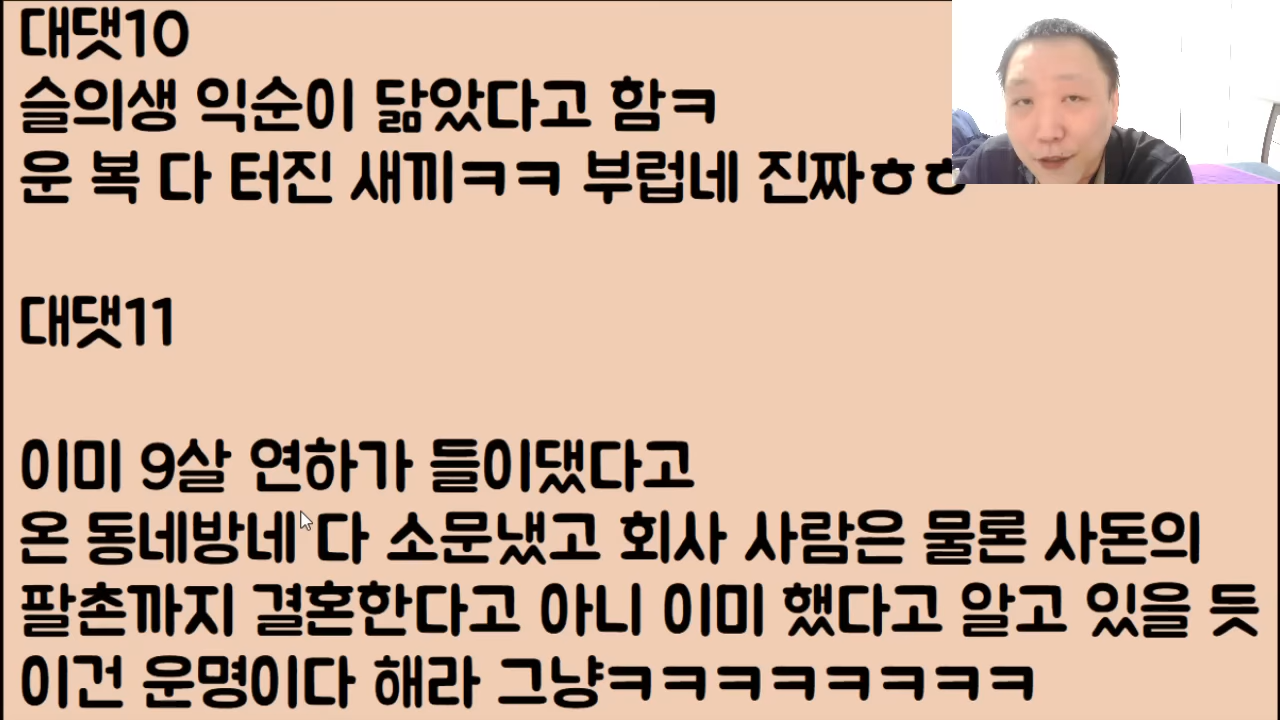 대댓10
슬의생 익순이 닮았다고 함ㅋ
운 복 다 터진 새끼ㅋㅋ 부럽네 진짜ㅎㅎ
대댓11
이미 9살 연하가 들이댔다고
온 동네방네 다 소문냈고 회사 사람은 물론 사돈의
팔촌까지 결혼한다고 아니 이미 했다고 알고 있을 듯
이건 운명이다 해라 그냥ㅋㅋㅋㅋㅋㅋㅋㅋ